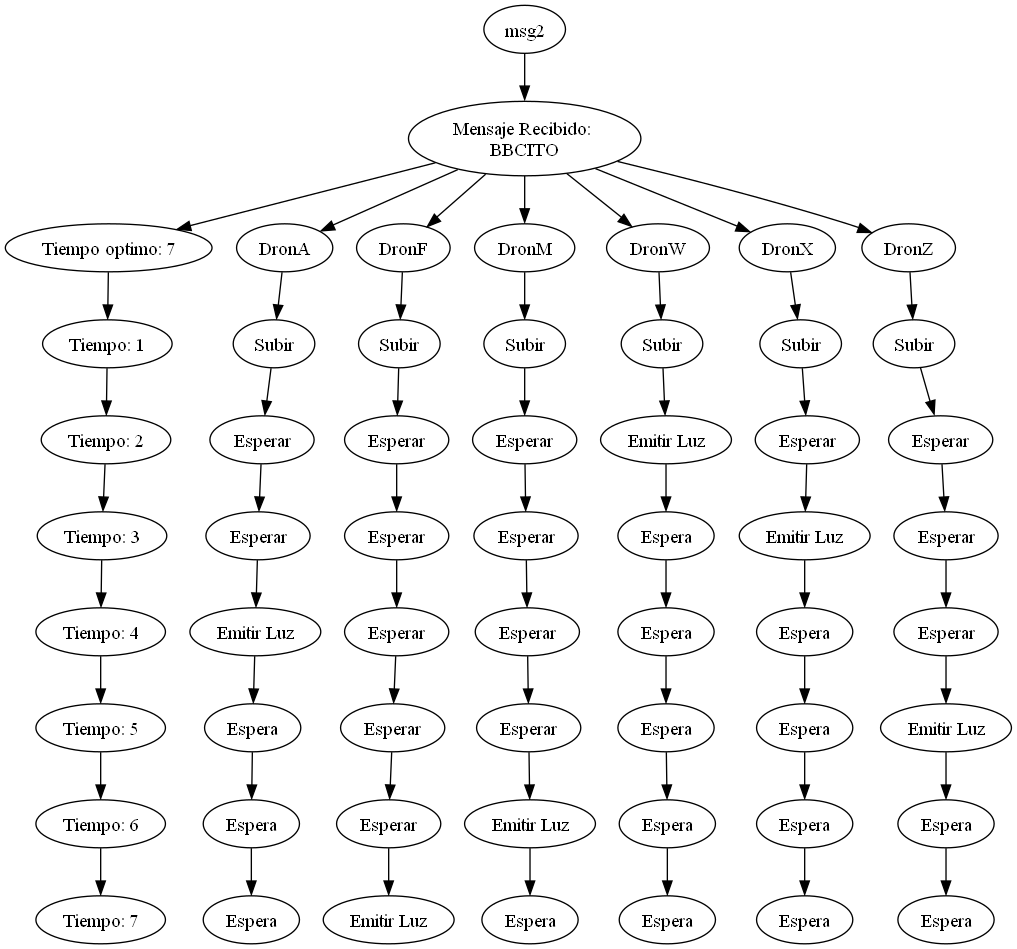 msg2
Mensaje Recibido:
BBCITO
Tiempo optimo: 7
DronA
DronF
DronM
DronW
DronX
DronZ
Tiempo: 1
Subir
Subir
Subir
Subir
Subir
Subir
Tiempo: 2
Esperar
Esperar
Esperar
Emitir Luz
Esperar
Esperar
Tiempo: 3
Esperar
Esperar
Esperar
Espera
Emitir Luz
Esperar
Tiempo: 4
Emitir Luz
Esperar
Esperar
Espera
Espera
Esperar
Tiempo: 5
Espera
Esperar
Esperar
Espera
Espera
Emitir Luz
Tiempo: 6
Espera
Esperar
Emitir Luz
Espera
Espera
Espera
Tiempo: 7
Espera
Emitir Luz
Espera
Espera
Espera
Espera